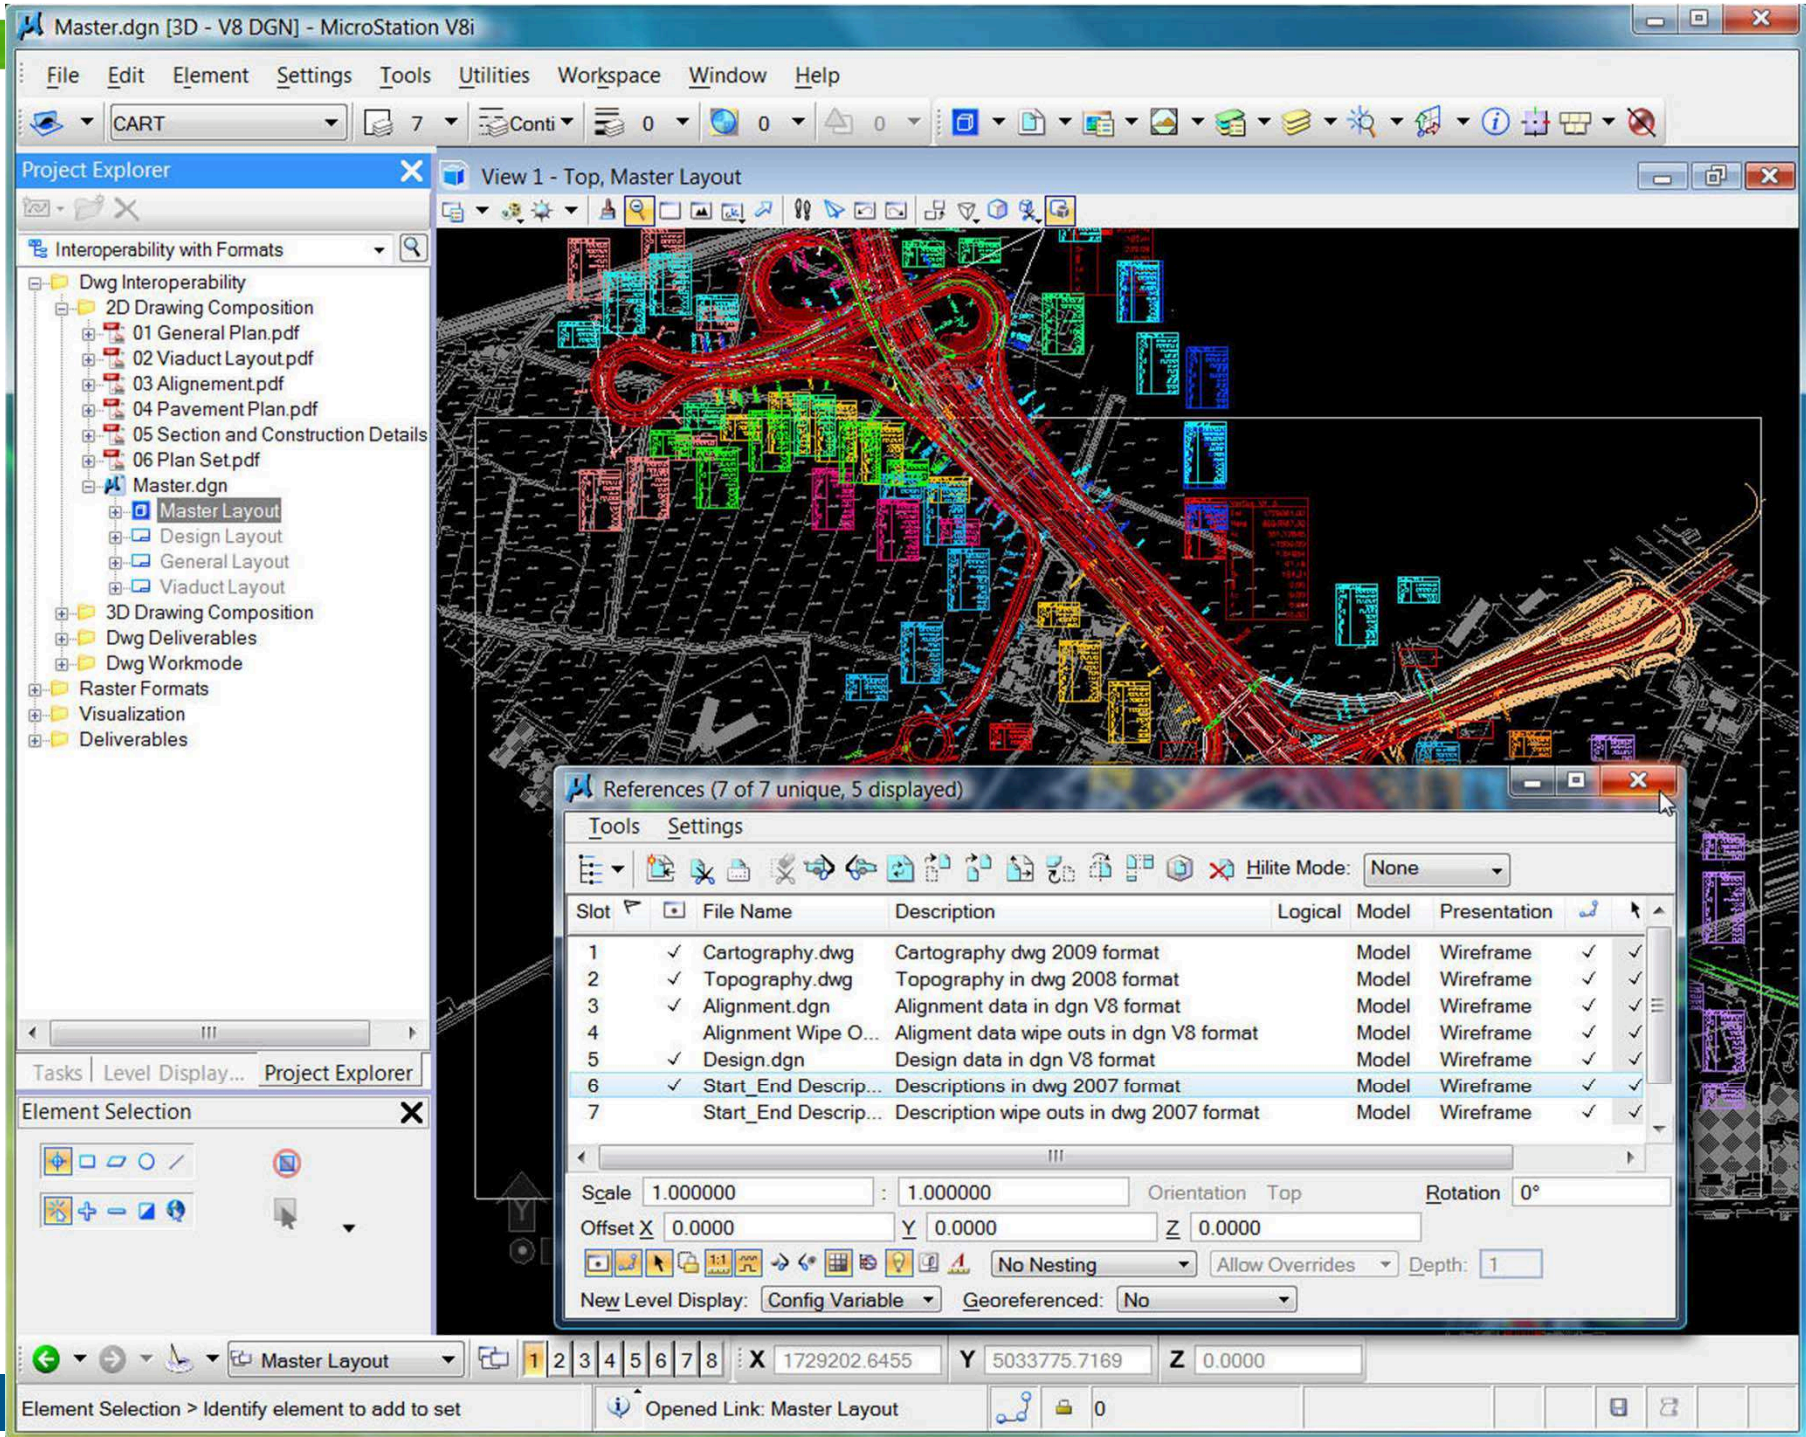 Master.dgn [3D - V8 DGN] - MicroStation V8i
File Edit Element Settings Tools Utilities Workspace Window Help
CART 7 Conti 0 0 0
Project Explorer
View 1 - Top, Master Layout
Interoperability with Formats
Dwg Interoperability
2D Drawing Composition
01 General Plan.pdf
02 Viaduct Layout.pdf
03 Alignement.pdf
04 Pavement Plan.pdf
05 Section and Construction Details
06 Plan Set.pdf
Master.dgn
Master Layout
Design Layout
General Layout
Viaduct Layout
3D Drawing Composition
Dwg Deliverables
Dwg Workmode
Raster Formats
Visualization
Deliverables
Tasks Level Display... Project Explorer
Element Selection
References (7 of 7 unique, 5 displayed)
Tools Settings
Hilite Mode: None
Slot File Name Description Logical Model Presentation
1 Cartography.dwg Cartography dwg 2009 format Model Wireframe
2 Topography.dwg Topography in dwg 2008 format Model Wireframe
3 Alignment.dgn Alignment data in dgn V8 format Model Wireframe
4 Alignment Wipe O... Aligment data wipe outs in dgn V8 format Model Wireframe
5 Design.dgn Design data in dgn V8 format Model Wireframe
6 Start_End Descrip... Descriptions in dwg 2007 format Model Wireframe
7 Start_End Descrip... Description wipe outs in dwg 2007 format Model Wireframe
Scale 1.000000 : 1.000000 Orientation Top Rotation 0°
Offset X 0.0000 Y 0.0000 Z 0.0000
1:1 No Nesting Allow Overrides Depth: 1
New Level Display: Config Variable Georeferenced: No
Y
Master Layout 1 2 3 4 5 6 7 8 X 1729202.6455 Y 5033775.7169 Z 0.0000
Element Selection > Identify element to add to set Opened Link: Master Layout 0